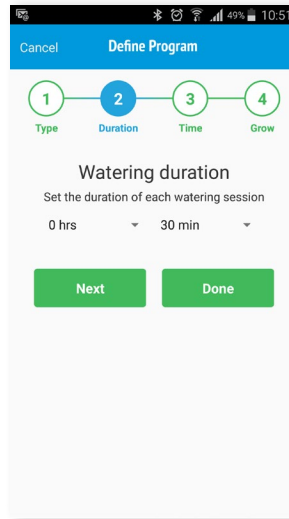 49% 10:51
Cancel Define Program
1 2 3 4
Type Duration Time Grow
Watering duration
Set the duration of each watering session
0 hrs 30 min
Next Done